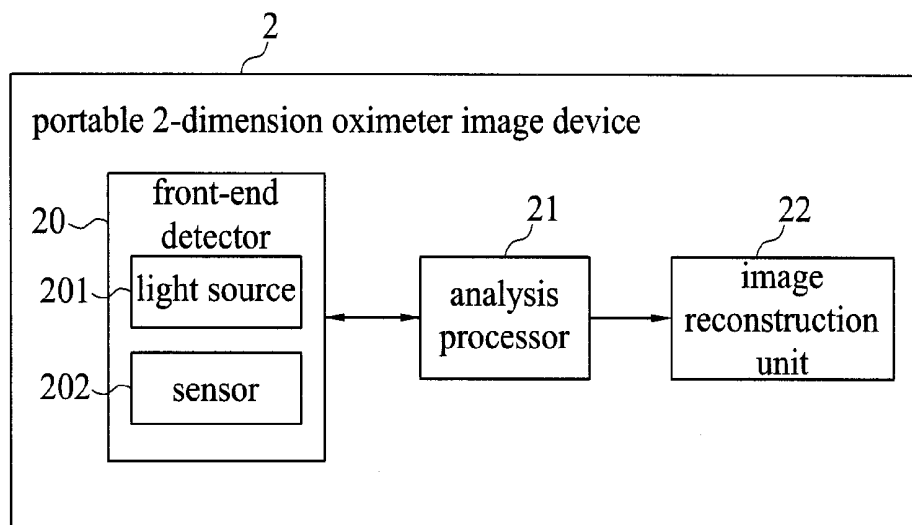 2
portable 2-dimension oximeter image device
20
front-end
detector
201
light source
202
sensor
21
analysis
processor
22
image
reconstruction
unit